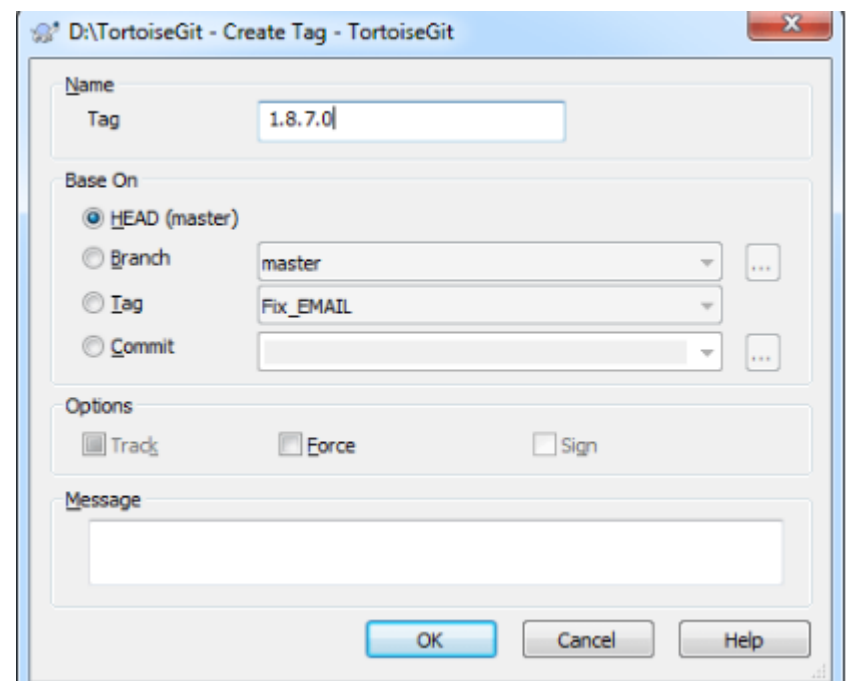 D:\TortoiseGit - Create Tag - TortoiseGit
Name
Tag 1.8.7.0
Base On
HEAD (master)
Branch master ...
Tag Fix_EMAIL
Commit ...
Options
Track Force Sign
Message
OK Cancel Help